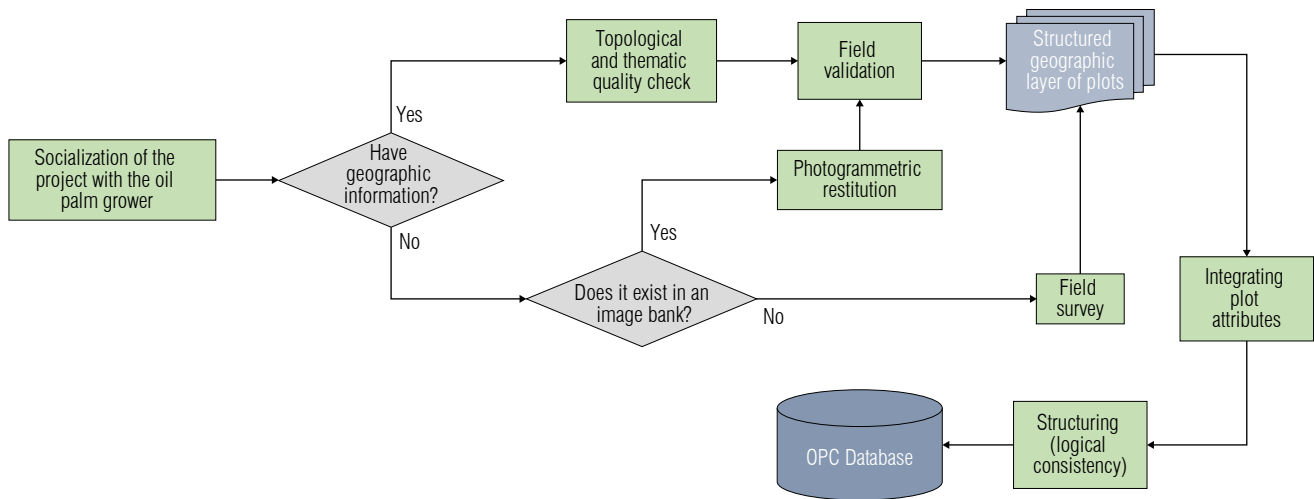 Socialization of the
project with the oil
palm grower
Have
geographic
information?
Yes
No
Topological
and thematic
quality check
Field
validation
Structured
geographic
layer of plots
Does it exist in an
image bank?
Yes
No
Photogrammetric
restitution
Field
survey
Integrating
plot
attributes
Structuring
(logical
consistency)
OPC Database